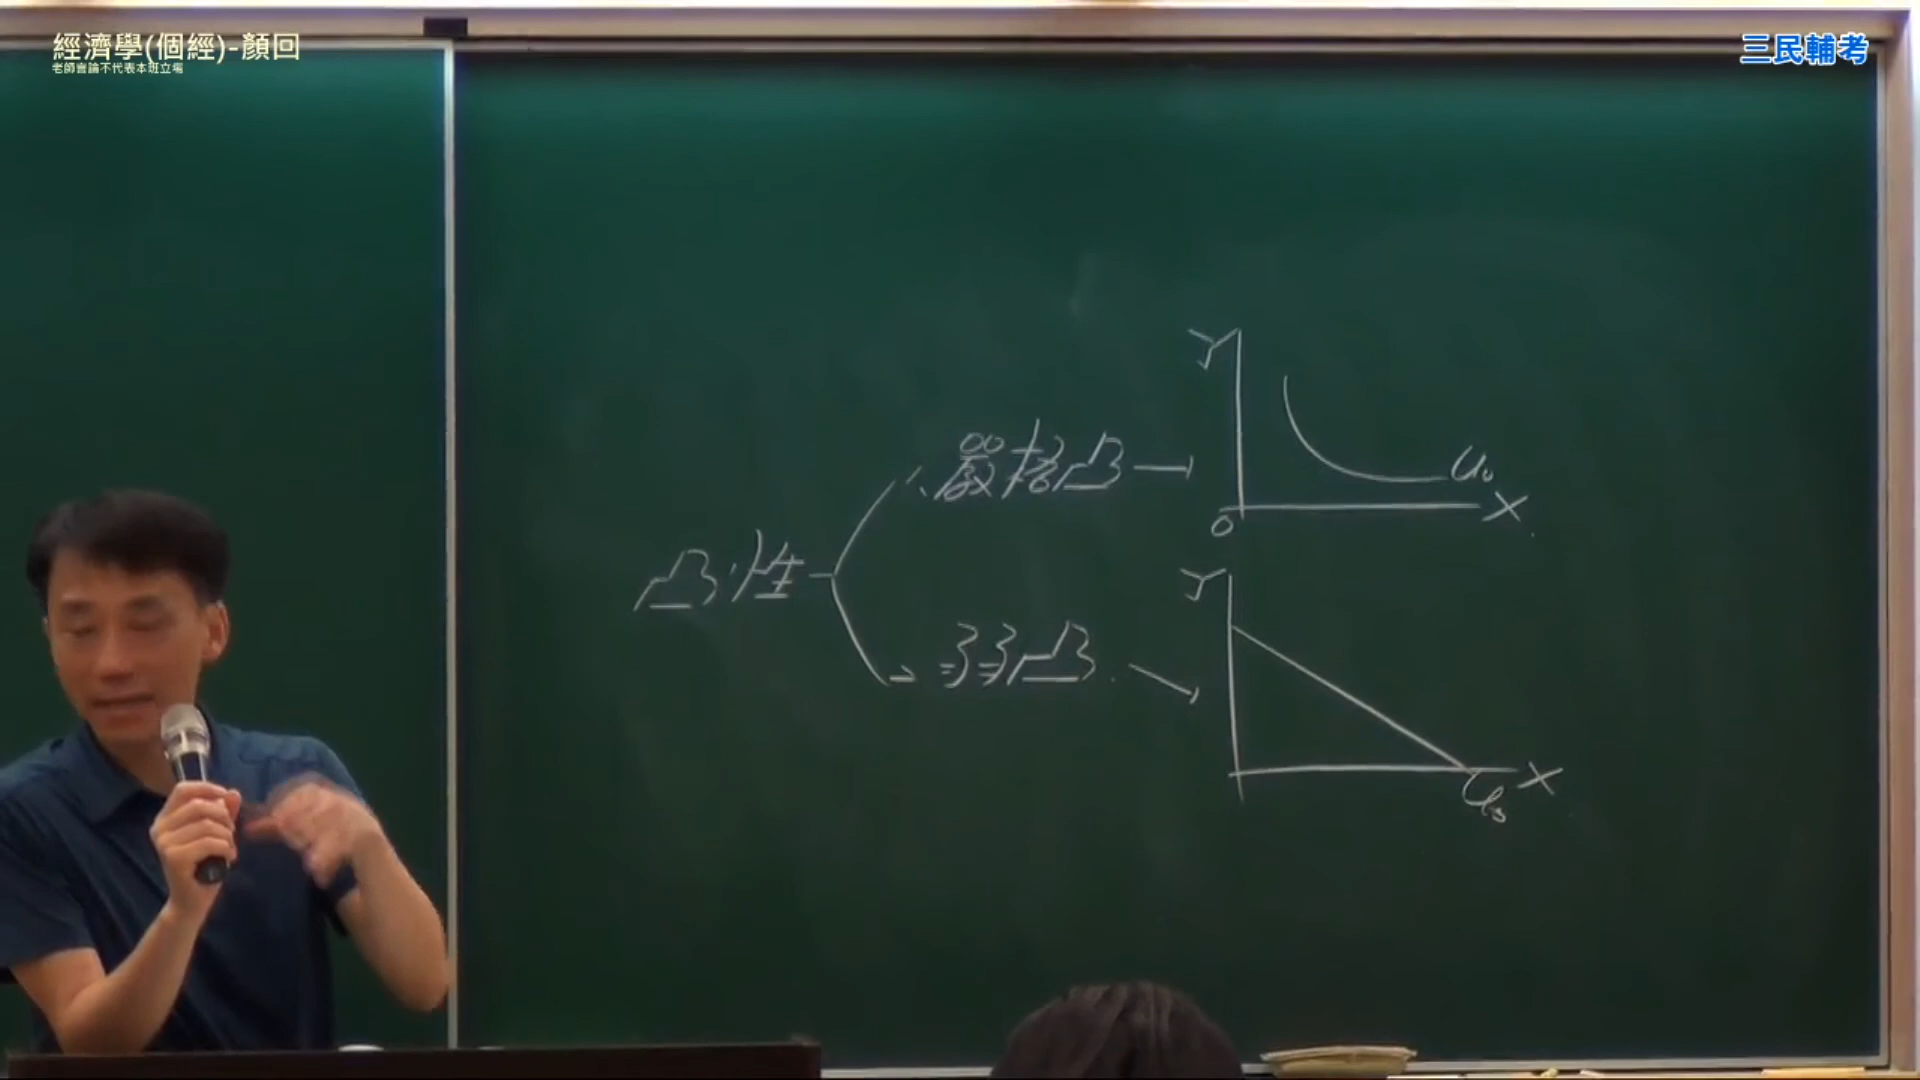 經濟學(個經)-顏回
老師言論不代表本班立場
三民輔考
凸性
1、嚴格凸 → Y U₀ 0 X
2 弱凸 → Y U₀ X